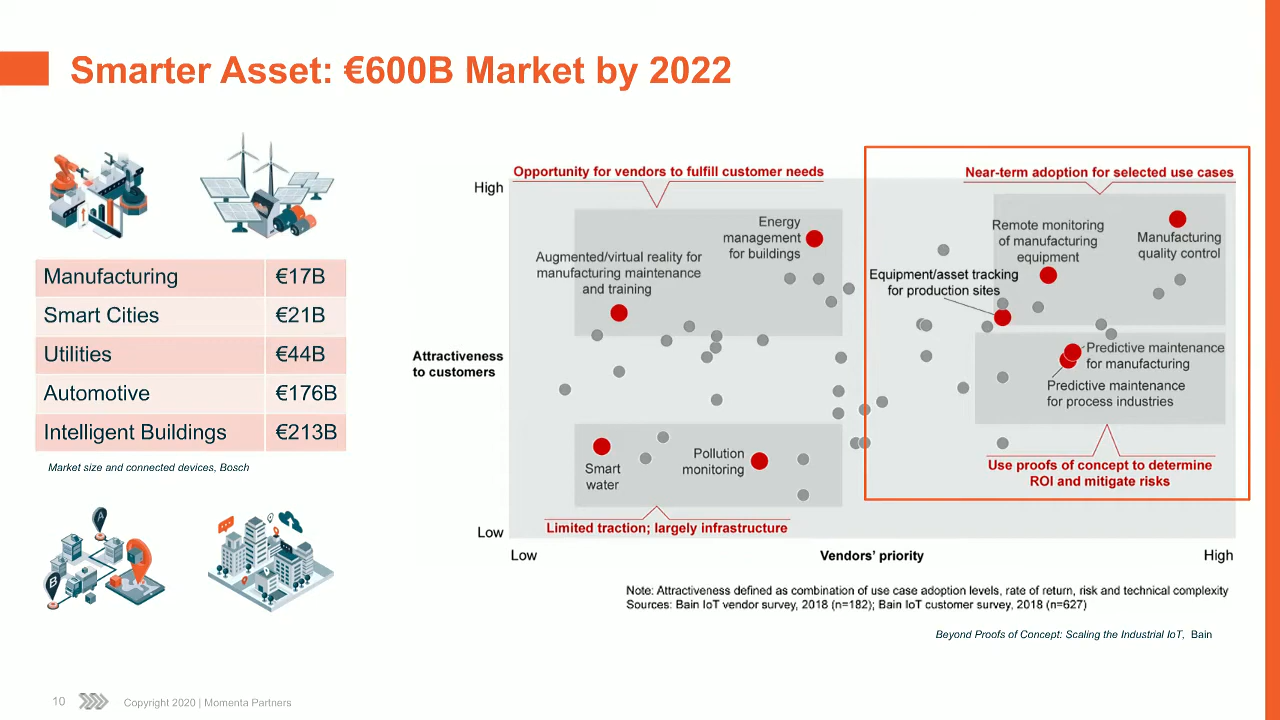 Smarter Asset: €600B Market by 2022
Manufacturing €17B
Smart Cities €21B
Utilities €44B
Automotive €176B
Intelligent Buildings €213B
Market size and connected devices, Bosch
A
B
High
Attractiveness
to customers
Low
Opportunity for vendors to fulfill customer needs
Energy
management
for buildings
Augmented/virtual reality for
manufacturing maintenance
and training
Near-term adoption for selected use cases
Remote monitoring
of manufacturing
equipment
Manufacturing
quality control
Equipment/asset tracking
for production sites
Predictive maintenance
for manufacturing
Predictive maintenance
for process industries
Use proofs of concept to determine
ROI and mitigate risks
Smart
water
Pollution
monitoring
Limited traction; largely infrastructure
Low
Vendors’ priority
High
Note: Attractiveness defined as combination of use case adoption levels, rate of return, risk and technical complexity
Sources: Bain IoT vendor survey, 2018 (n=182); Bain IoT customer survey, 2018 (n=627)
Beyond Proofs of Concept: Scaling the Industrial IoT, Bain
10
Copyright 2020 | Momenta Partners